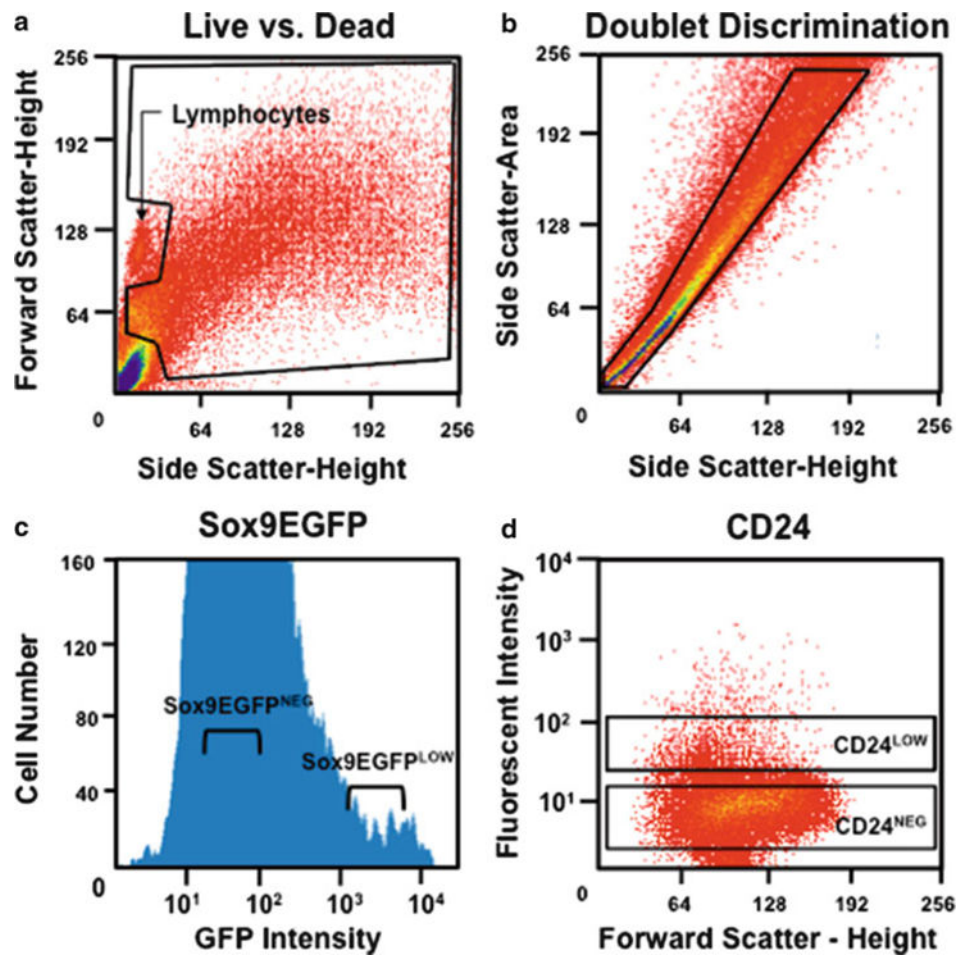 a Live vs. Dead
256
192
128
64
0
64 128 192 256
Forward Scatter-Height
Lymphocytes
Side Scatter-Height
b Doublet Discrimination
256
192
128
64
0
64 128 192 256
Side Scatter-Area
Side Scatter-Height
c Sox9EGFP
160
120
80
40
0
10¹ 10² 10³ 10⁴
Cell Number
Sox9EGFPᴺᴱᴳ
Sox9EGFPᴸᴼᵂ
GFP Intensity
d CD24
10⁴
10³
10²
10¹
0
64 128 192 256
Fluorescent Intensity
CD24ᴸᴼᵂ
CD24ᴺᴱᴳ
Forward Scatter - Height